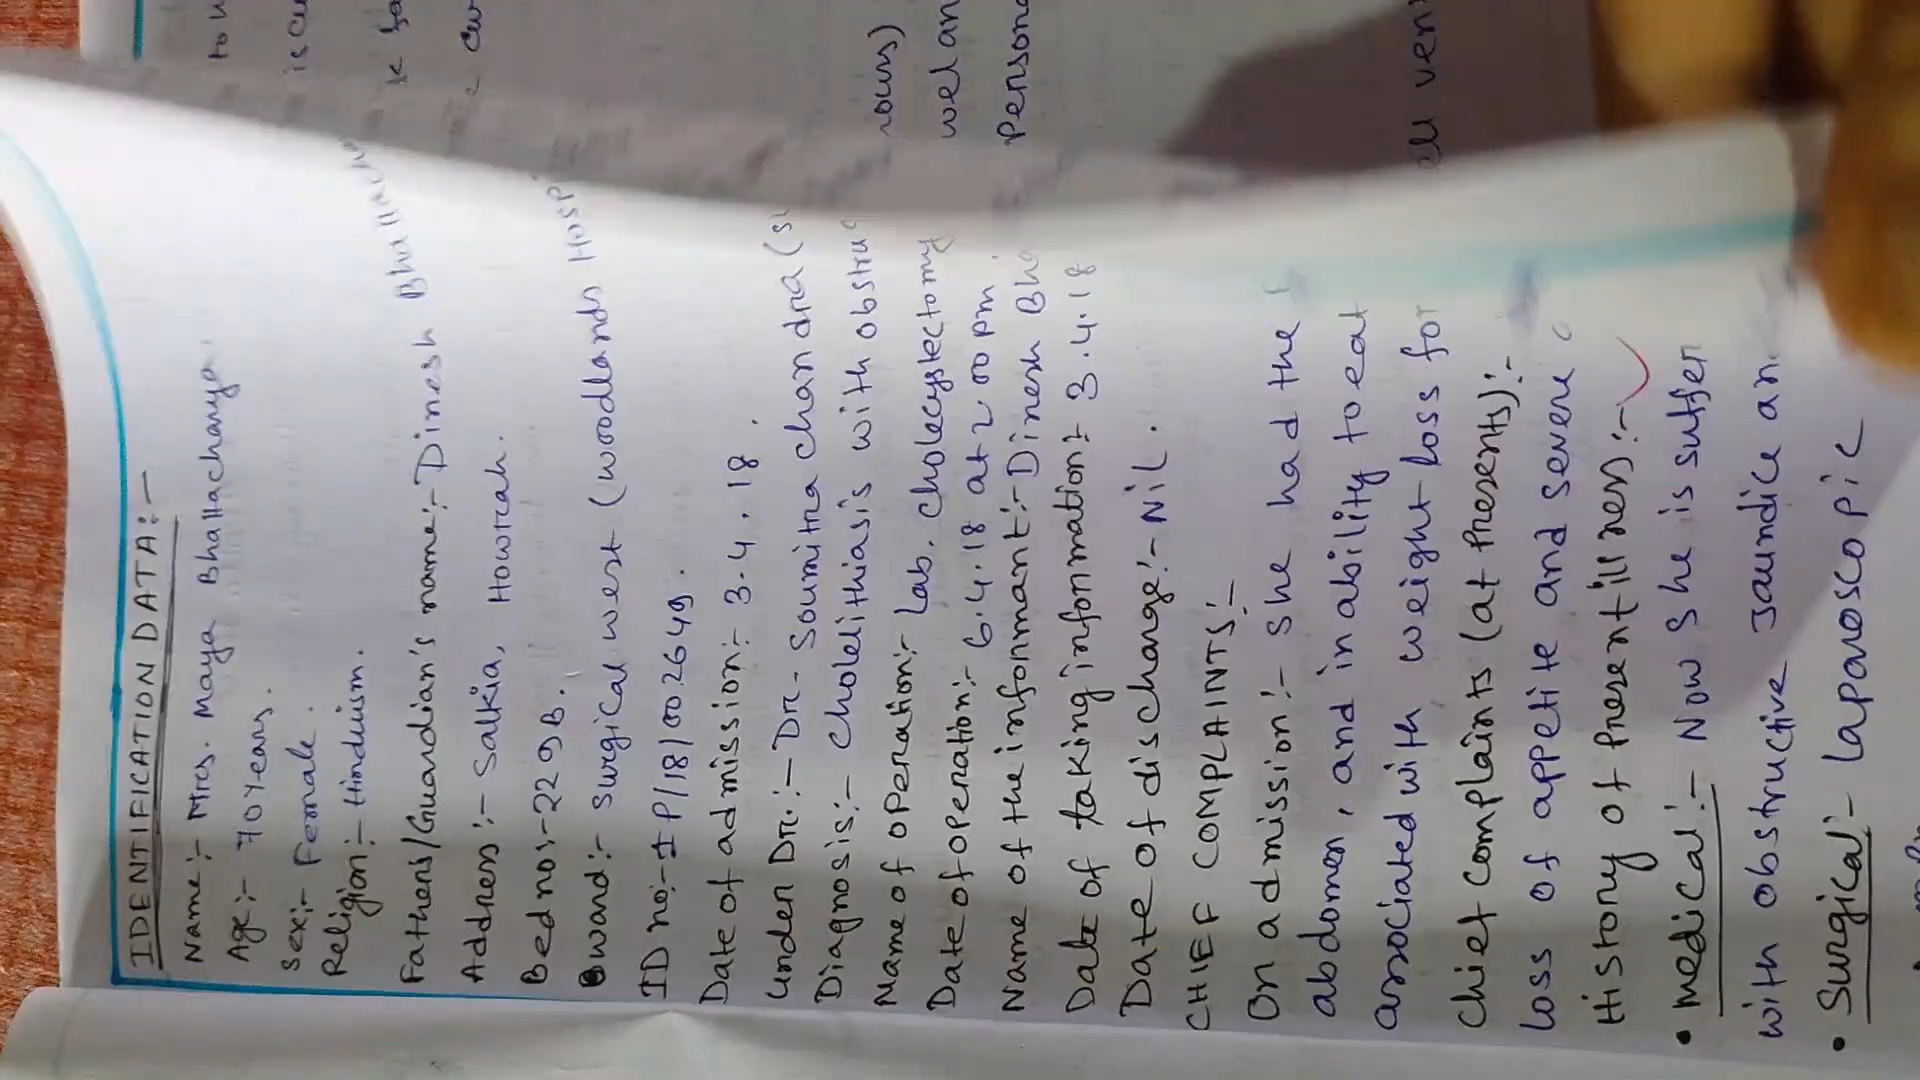 IDENTIFICATION DATA:-
Name:- Mrs. Maya Bhattacharya.
Age:- 70 years.
Sex:- Female.
Religion:- Hinduism.
Fathers/Guardian's name:- Dinesh
Address:- Salkia, Howrah.
Bed no:- 229B.
ward:- Surgical west (woodlands Hosp
ID no:- IP/18/002649.
Date of admission:- 3.4.18.
Under Dr.:- Dr. Soumitra chandra (
Diagnosis:- Cholelithiasis with obstruc
Name of operation:- Lab. cholecystectomy
Date of operation:- 6.4.18 at 2.00 pm
Name of the informant:- Dinesh Bha
Date of taking information:- 3.4.18
Date of discharge:- Nil.
CHIEF COMPLAINTS:-
On admission:- She had the
abdomen, and inability to eat
associated with weight loss for
Chief complaints (at presents):-
Loss of appetite and severe
History of Present illness:-
• Medical:- Now she is suffer
with obstructive Jaundice an
• Surgical:- Laparoscopic